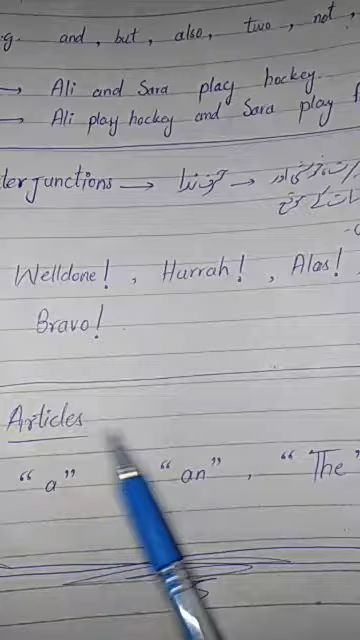 g. and, but, also, two, not,
→ Ali and Sara play hockey.
→ Ali play hockey and Sara play
terjunctions →
Welldone! , Hurrah! , Alas!
Bravo!
Articles
"a" "an" , "The"